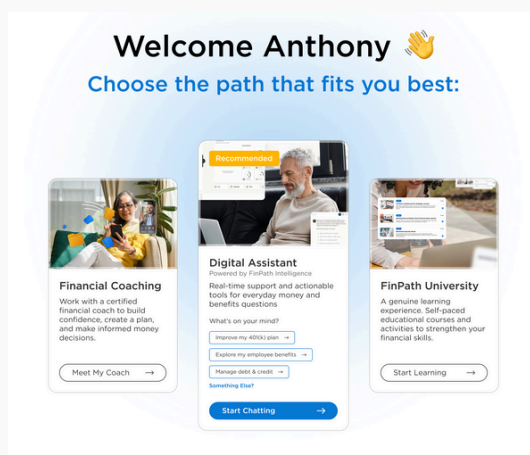 Welcome Anthony 👋
Choose the path that fits you best:
Financial Coaching
Work with a certified
financial coach to build
confidence, create a plan,
and make informed money
decisions.
Meet My Coach →
Recommended
Digital Assistant
Powered by FinPath Intelligence
Real-time support and actionable
tools for everyday money and
benefits questions
What's on your mind?
Improve my 401(k) plan →
Explore my employee benefits →
Manage debt & credit →
Something Else?
Start Chatting →
FinPath University
A genuine learning
experience. Self-paced
educational courses and
activities to strengthen your
financial skills.
Start Learning →